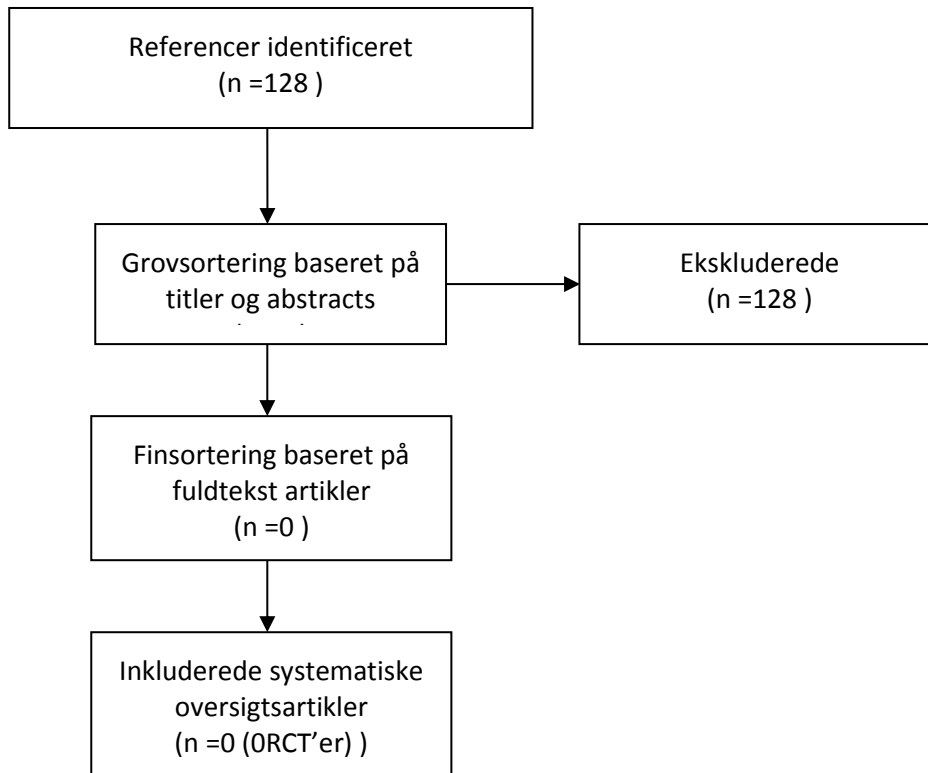 Referencer identificeret
(n =128 )
Grovsortering baseret på
titler og abstracts
Ekskluderede
(n =128 )
Finsortering baseret på
fuldtekst artikler
(n =0 )
Inkluderede systematiske
oversigtsartikler
(n =0 (0RCT’er) )